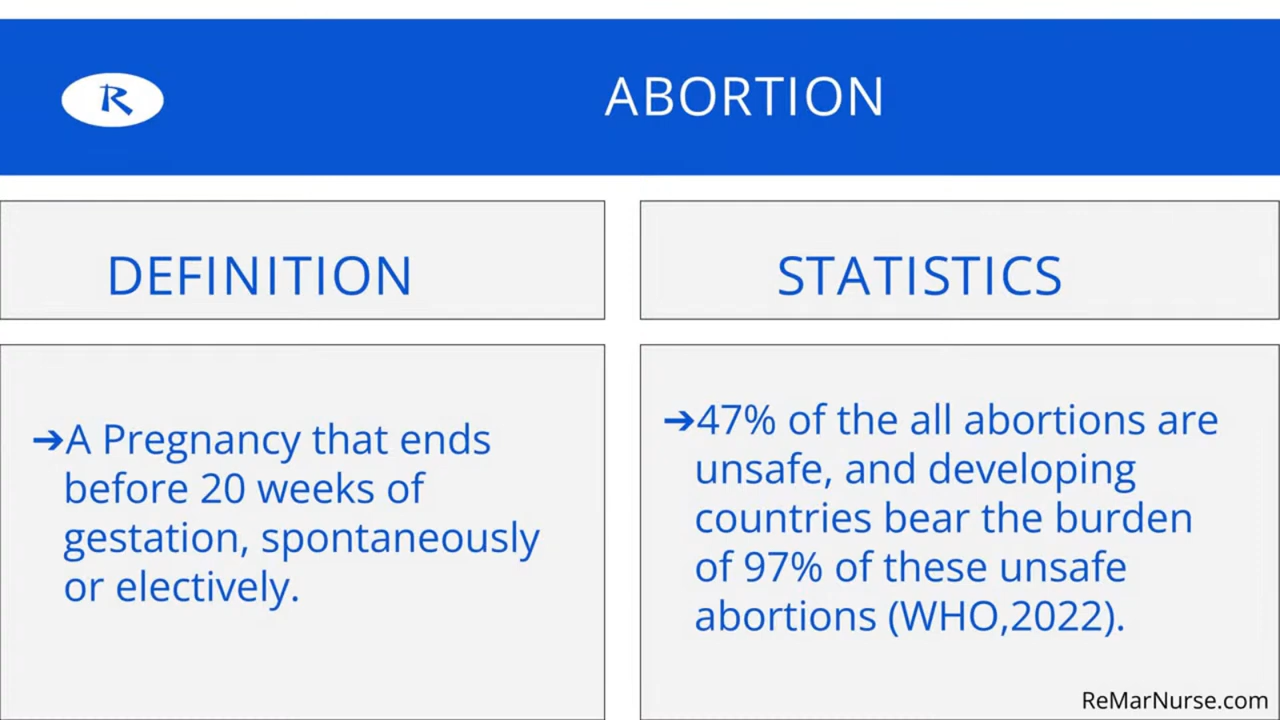 R
ABORTION
DEFINITION
STATISTICS
➔A Pregnancy that ends
before 20 weeks of
gestation, spontaneously
or electively.
➔47% of the all abortions are
unsafe, and developing
countries bear the burden
of 97% of these unsafe
abortions (WHO,2022).
ReMarNurse.com